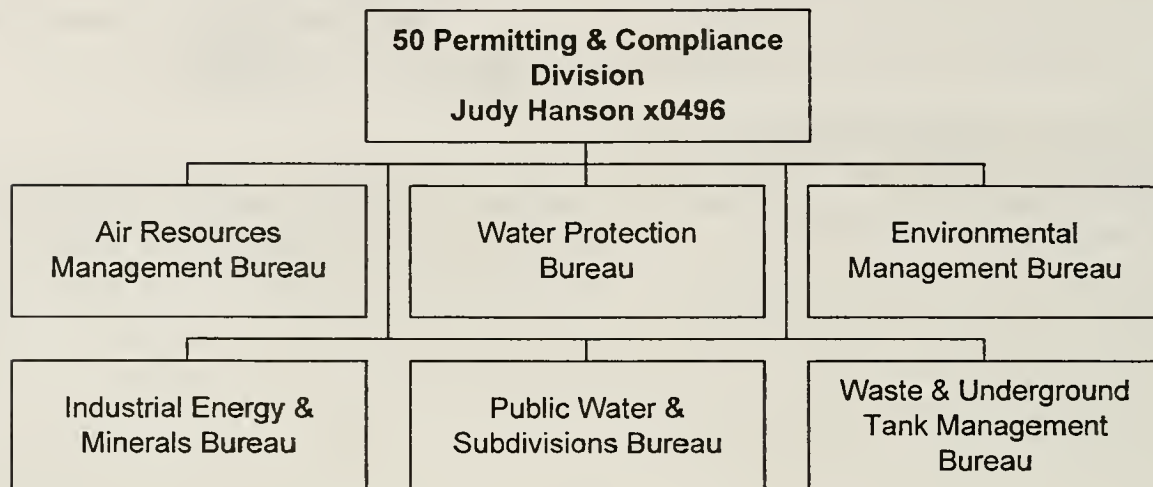 50 Permitting & Compliance
Division
Judy Hanson x0496
Air Resources
Management Bureau
Water Protection
Bureau
Environmental
Management Bureau
Industrial Energy &
Minerals Bureau
Public Water &
Subdivisions Bureau
Waste & Underground
Tank Management
Bureau